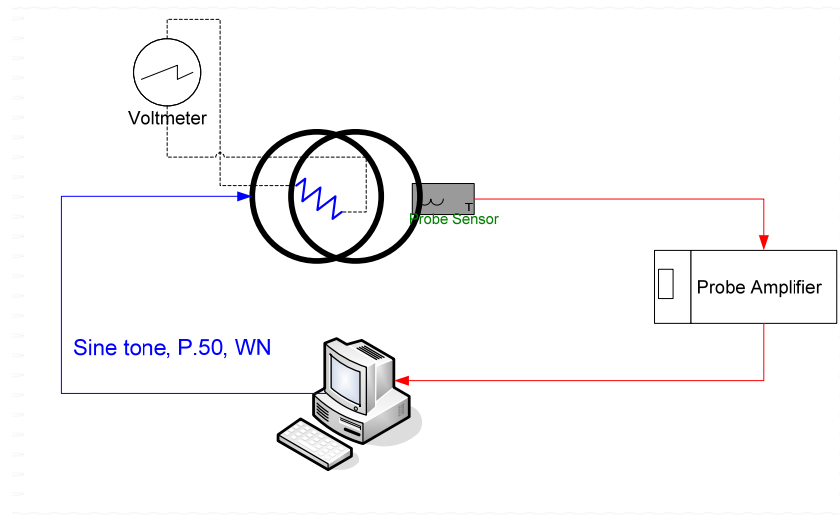 Voltmeter
T
Probe Sensor
Probe Amplifier
Sine tone, P.50, WN